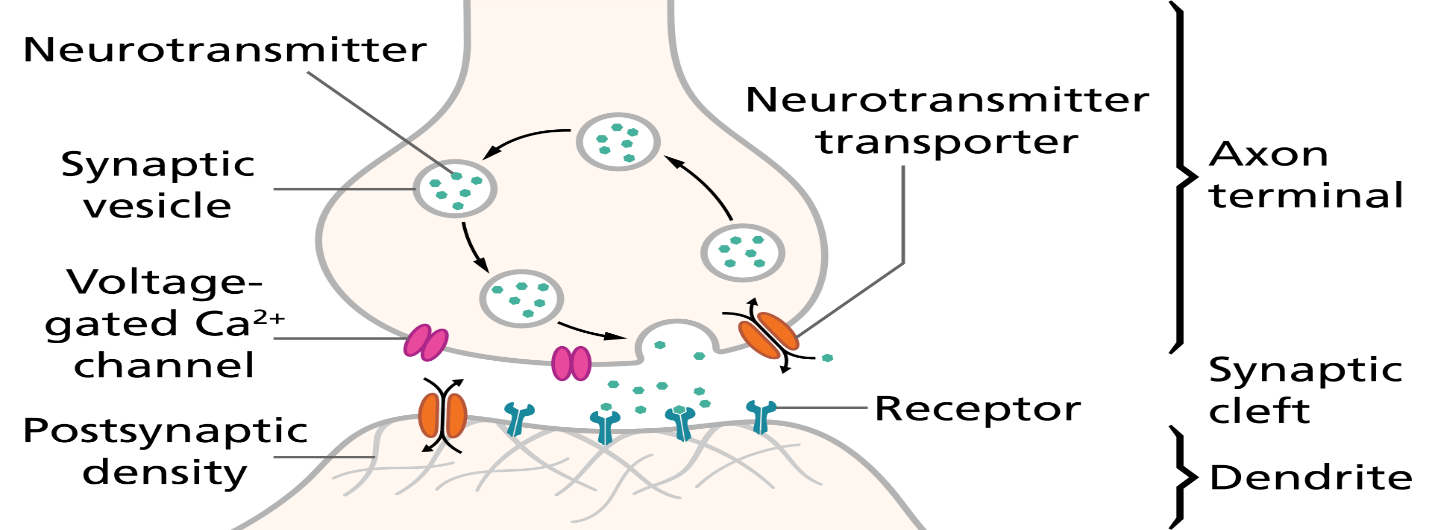 Neurotransmitter
Synaptic
vesicle
Voltage-
gated Ca²⁺
channel
Postsynaptic
density
Neurotransmitter
transporter
Receptor
Axon
terminal
Synaptic
cleft
Dendrite